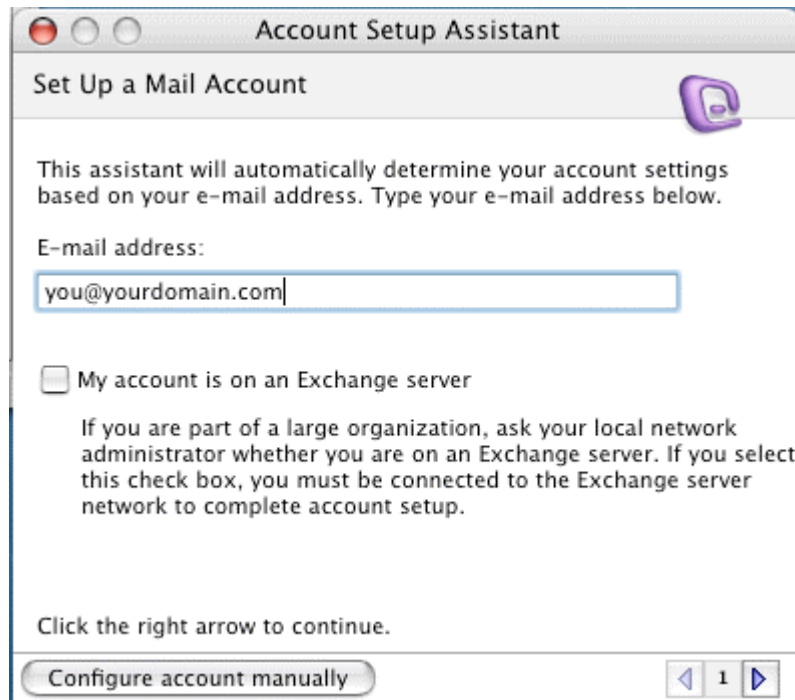 Account Setup Assistant
Set Up a Mail Account
This assistant will automatically determine your account settings
based on your e-mail address. Type your e-mail address below.
E-mail address:
you@yourdomain.com
My account is on an Exchange server
If you are part of a large organization, ask your local network
administrator whether you are on an Exchange server. If you select
this check box, you must be connected to the Exchange server
network to complete account setup.
Click the right arrow to continue.
Configure account manually
1